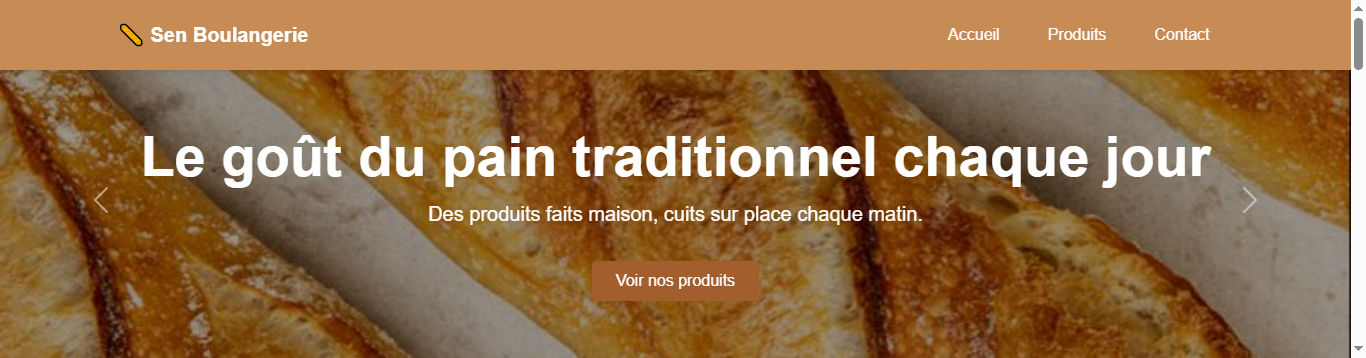 Sen Boulangerie
Accueil Produits Contact
Le goût du pain traditionnel chaque jour
Des produits faits maison, cuits sur place chaque matin.
Voir nos produits